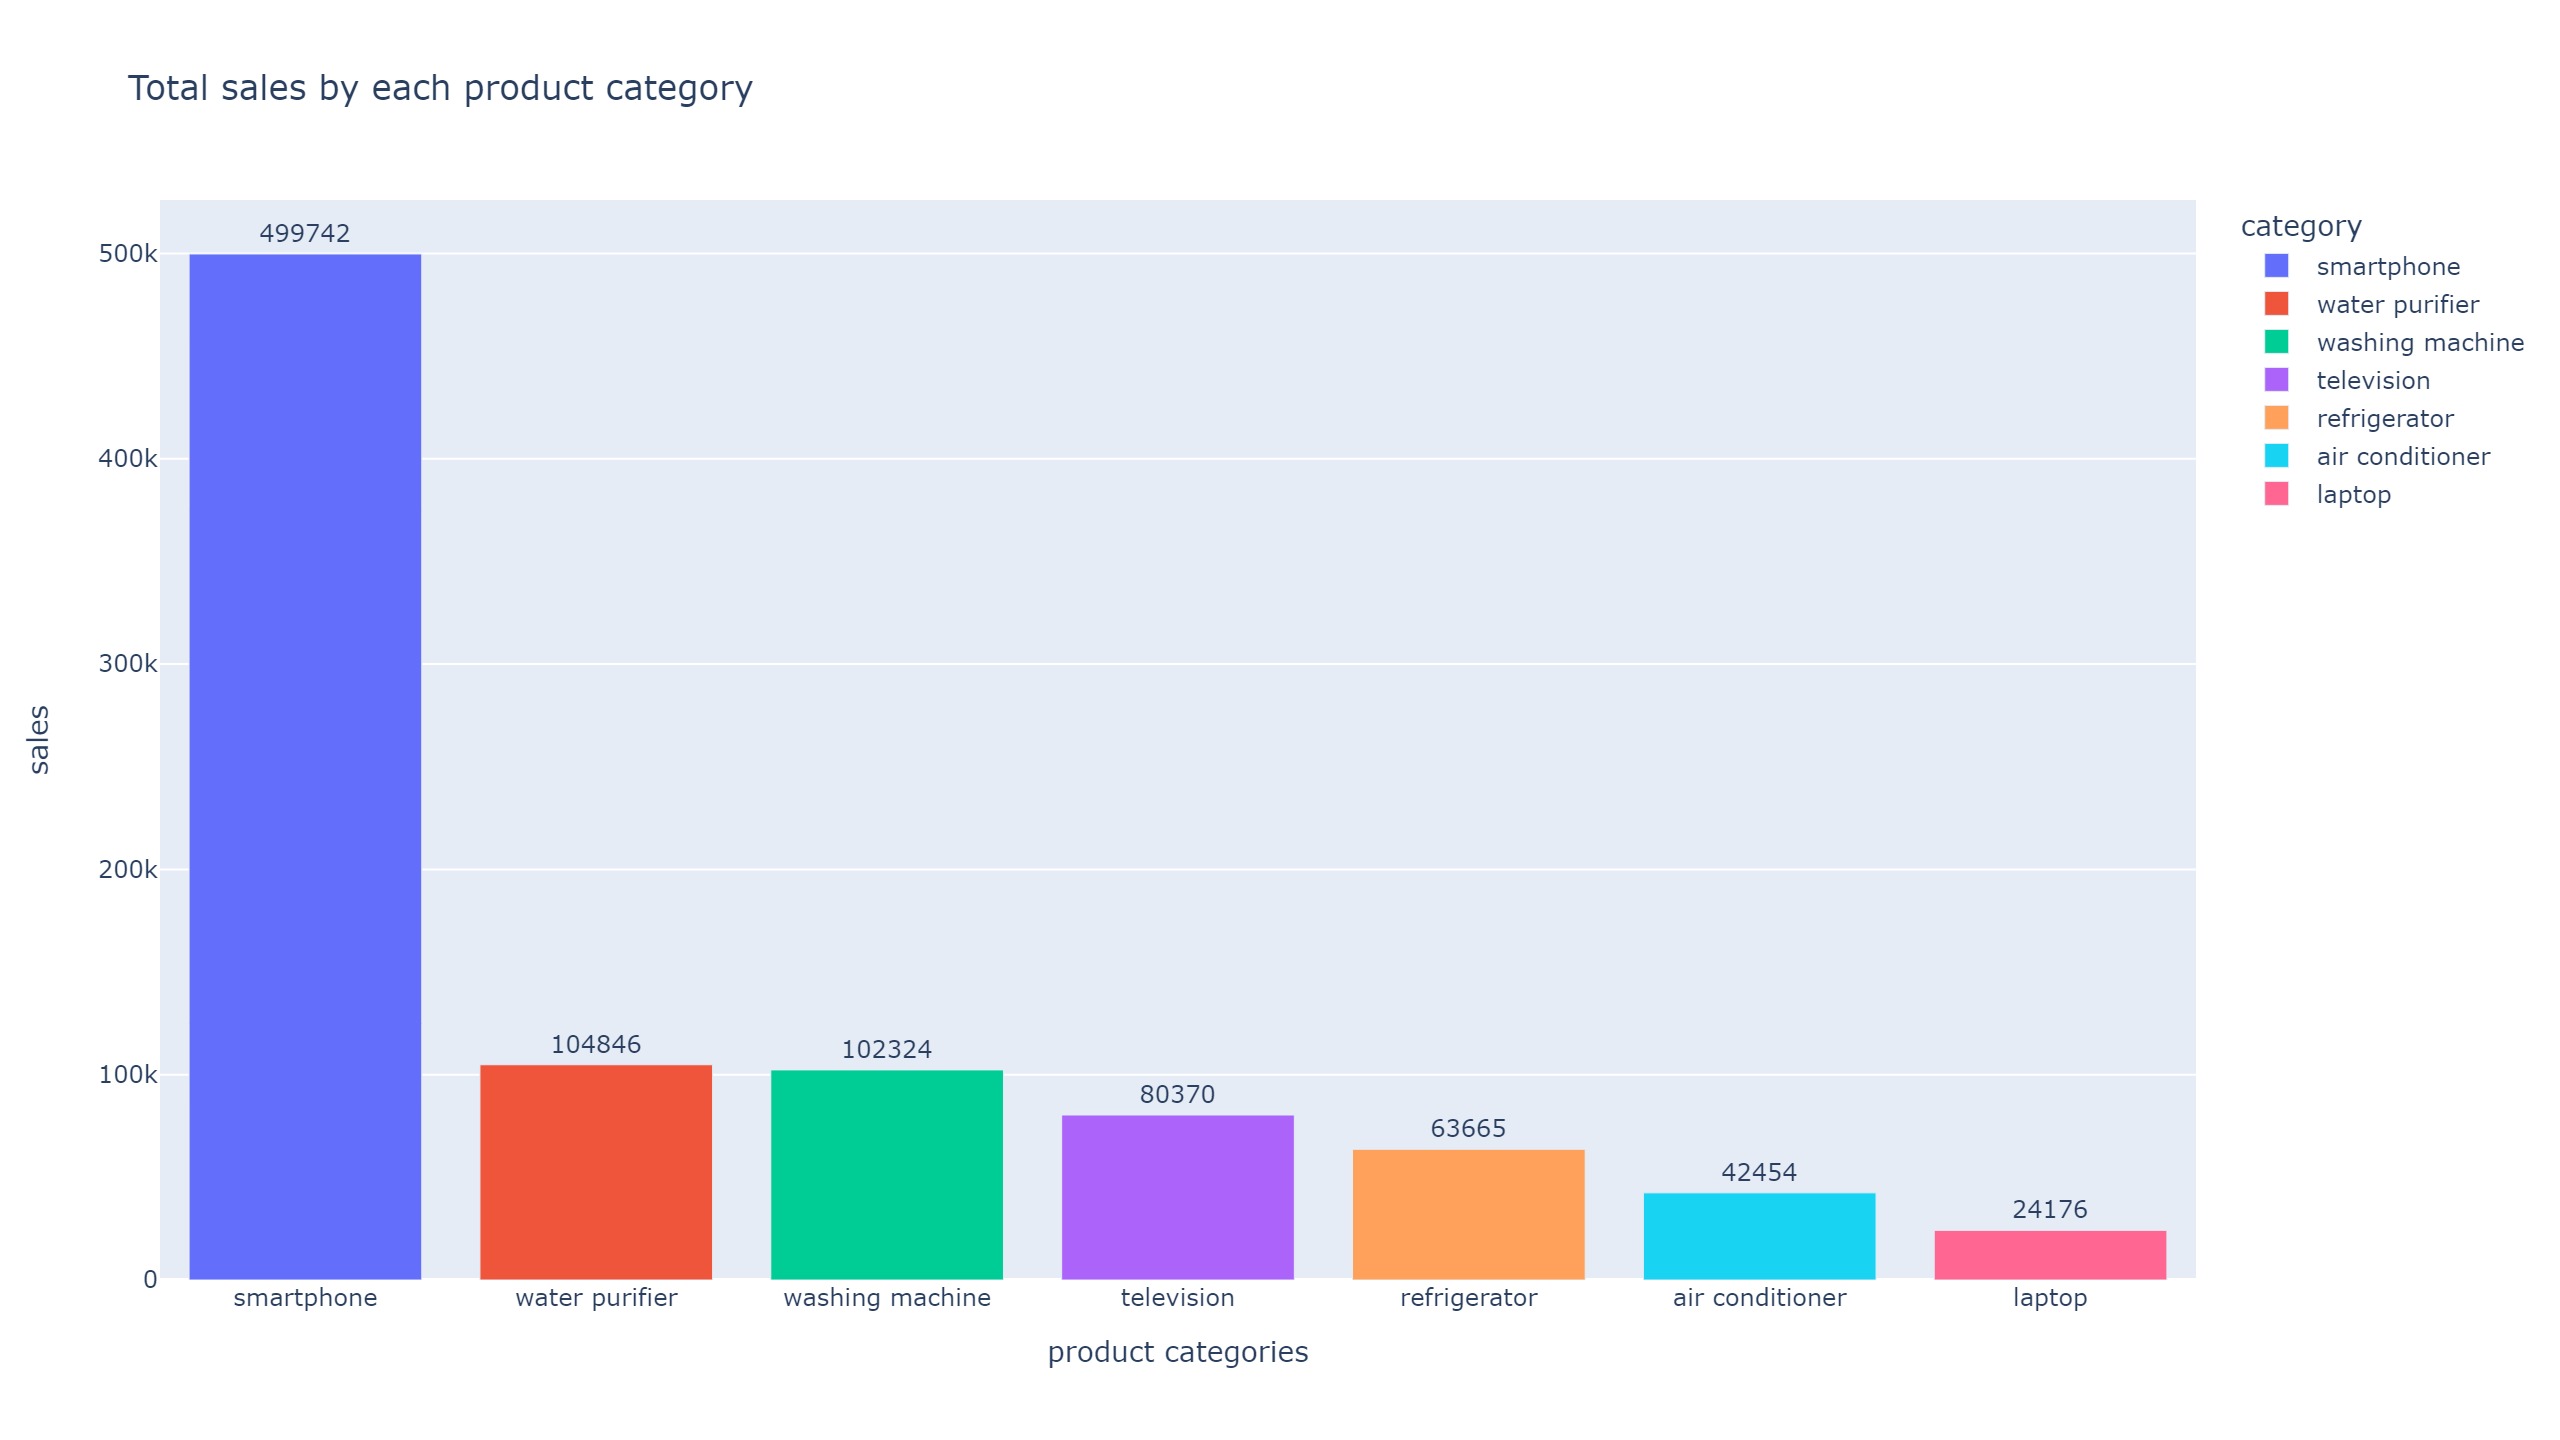 Total sales by each product category
499742
500k
400k
300k
200k
100k
0
sales
104846
102324
80370
63665
42454
24176
smartphone
water purifier
washing machine
television
refrigerator
air conditioner
laptop
product categories
category
smartphone
water purifier
washing machine
television
refrigerator
air conditioner
laptop